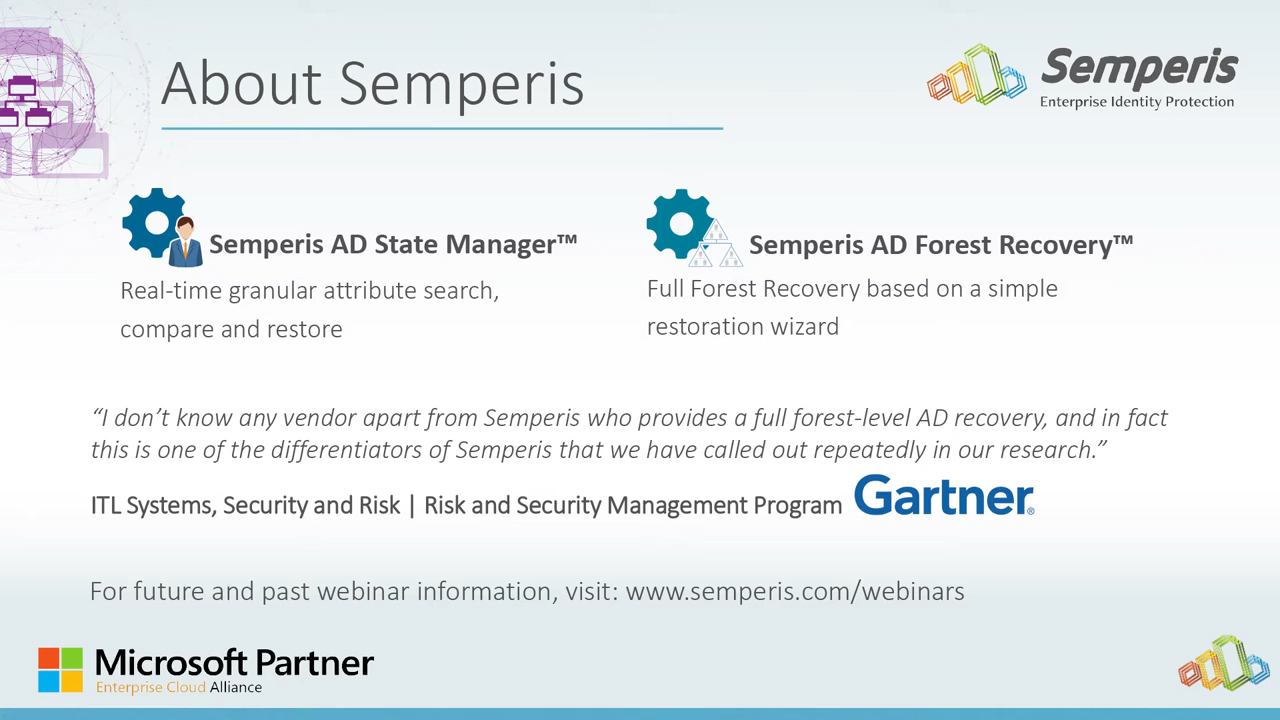 About Semperis
Semperis
Enterprise Identity Protection
Semperis AD State Manager™
Real-time granular attribute search,
compare and restore
Semperis AD Forest Recovery™
Full Forest Recovery based on a simple
restoration wizard
“I don’t know any vendor apart from Semperis who provides a full forest-level AD recovery, and in fact
this is one of the differentiators of Semperis that we have called out repeatedly in our research.”
ITL Systems, Security and Risk | Risk and Security Management Program Gartner®
For future and past webinar information, visit: www.semperis.com/webinars
Microsoft Partner
Enterprise Cloud Alliance